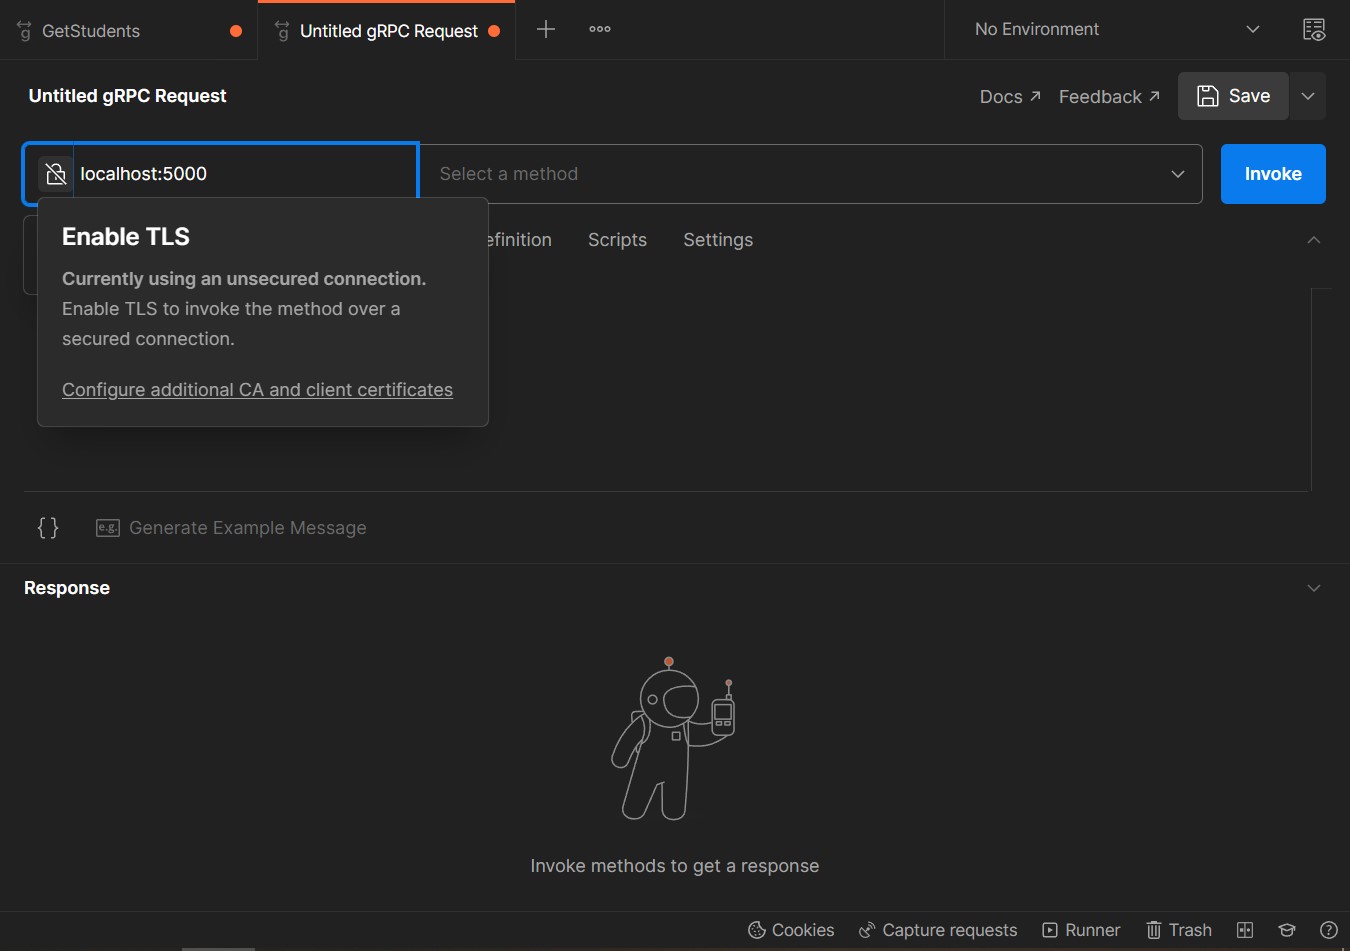 GetStudents
Untitled gRPC Request
No Environment
Untitled gRPC Request
Docs
Feedback
Save
localhost:5000
Select a method
Invoke
efinition
Scripts
Settings
Enable TLS
Currently using an unsecured connection.
Enable TLS to invoke the method over a
secured connection.
Configure additional CA and client certificates
e.g. Generate Example Message
Response
Invoke methods to get a response
Cookies
Capture requests
Runner
Trash